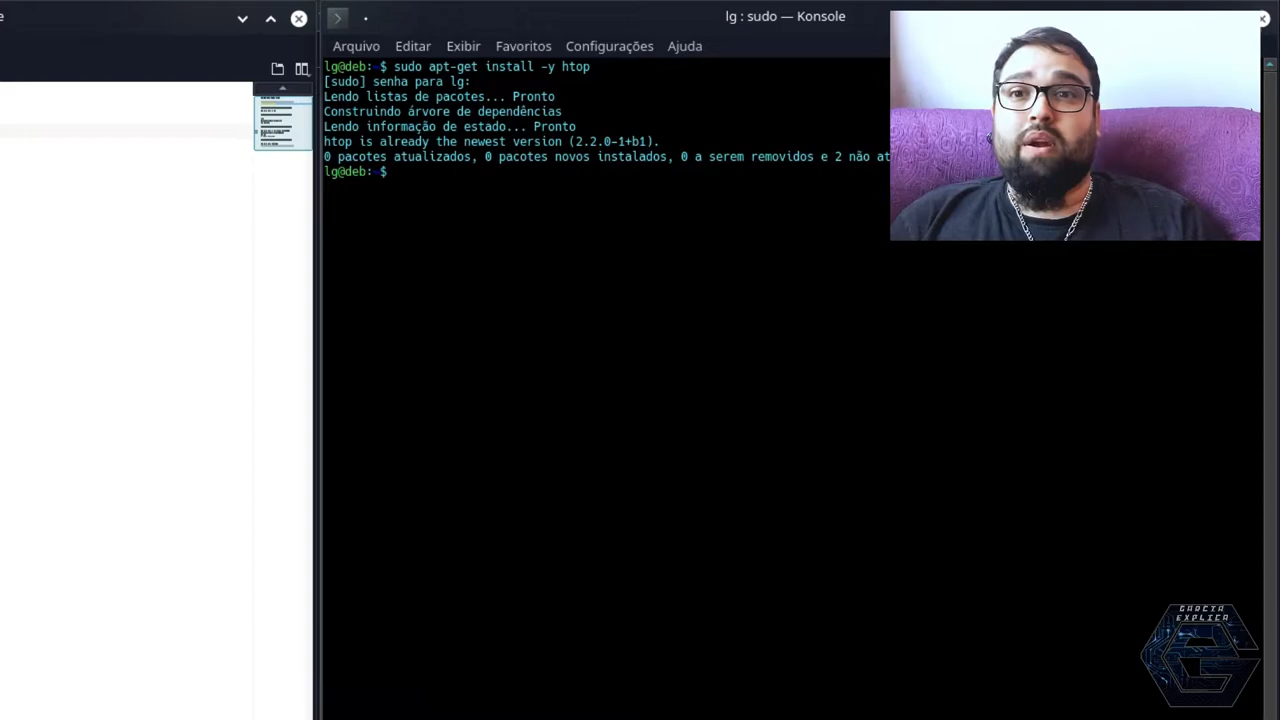 e
lg : sudo — Konsole
Arquivo Editar Exibir Favoritos Configurações Ajuda
lg@deb:~$ sudo apt-get install -y htop
[sudo] senha para lg:
Lendo listas de pacotes... Pronto
Construindo árvore de dependências
Lendo informação de estado... Pronto
htop is already the newest version (2.2.0-1+b1).
0 pacotes atualizados, 0 pacotes novos instalados, 0 a serem removidos e 2 não at
lg@deb:~$
GARCIA
EXPLICA